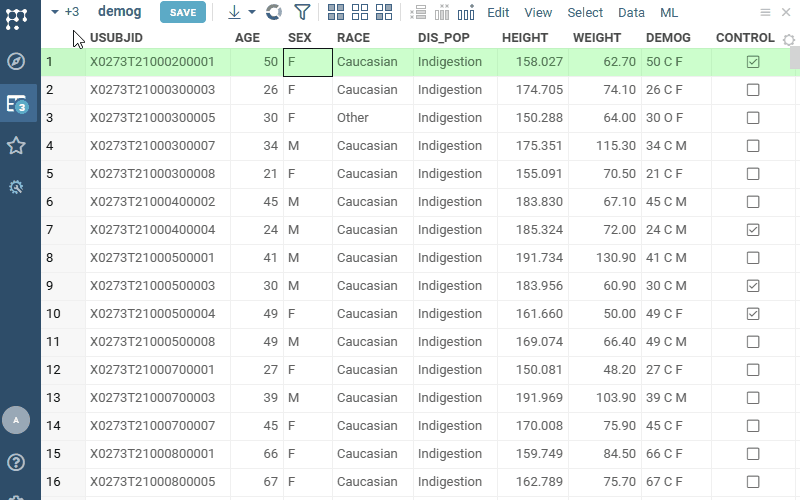 +3 demog SAVE Edit View Select Data ML
USUBJID AGE SEX RACE DIS_POP HEIGHT WEIGHT DEMOG CONTROL
1 X0273T21000200001 50 F Caucasian Indigestion 158.027 62.70 50 C F
2 X0273T21000300003 26 F Caucasian Indigestion 174.705 74.10 26 C F
3 X0273T21000300005 30 F Other Indigestion 150.288 64.00 30 O F
4 X0273T21000300007 34 M Caucasian Indigestion 175.351 115.30 34 C M
5 X0273T21000300008 21 F Caucasian Indigestion 155.091 70.50 21 C F
6 X0273T21000400002 45 M Caucasian Indigestion 183.830 67.10 45 C M
7 X0273T21000400004 24 M Caucasian Indigestion 185.324 72.00 24 C M
8 X0273T21000500001 41 M Caucasian Indigestion 191.734 130.90 41 C M
9 X0273T21000500003 30 M Caucasian Indigestion 183.956 60.90 30 C M
10 X0273T21000500004 49 F Caucasian Indigestion 161.660 50.00 49 C F
11 X0273T21000500008 49 M Caucasian Indigestion 169.074 66.40 49 C M
12 X0273T21000700001 27 F Caucasian Indigestion 150.081 48.20 27 C F
13 X0273T21000700003 39 M Caucasian Indigestion 191.969 103.90 39 C M
14 X0273T21000700007 45 F Caucasian Indigestion 170.008 75.90 45 C F
15 X0273T21000800001 66 F Caucasian Indigestion 159.749 84.50 66 C F
16 X0273T21000800005 67 F Caucasian Indigestion 162.789 75.70 67 C F
3
A
?